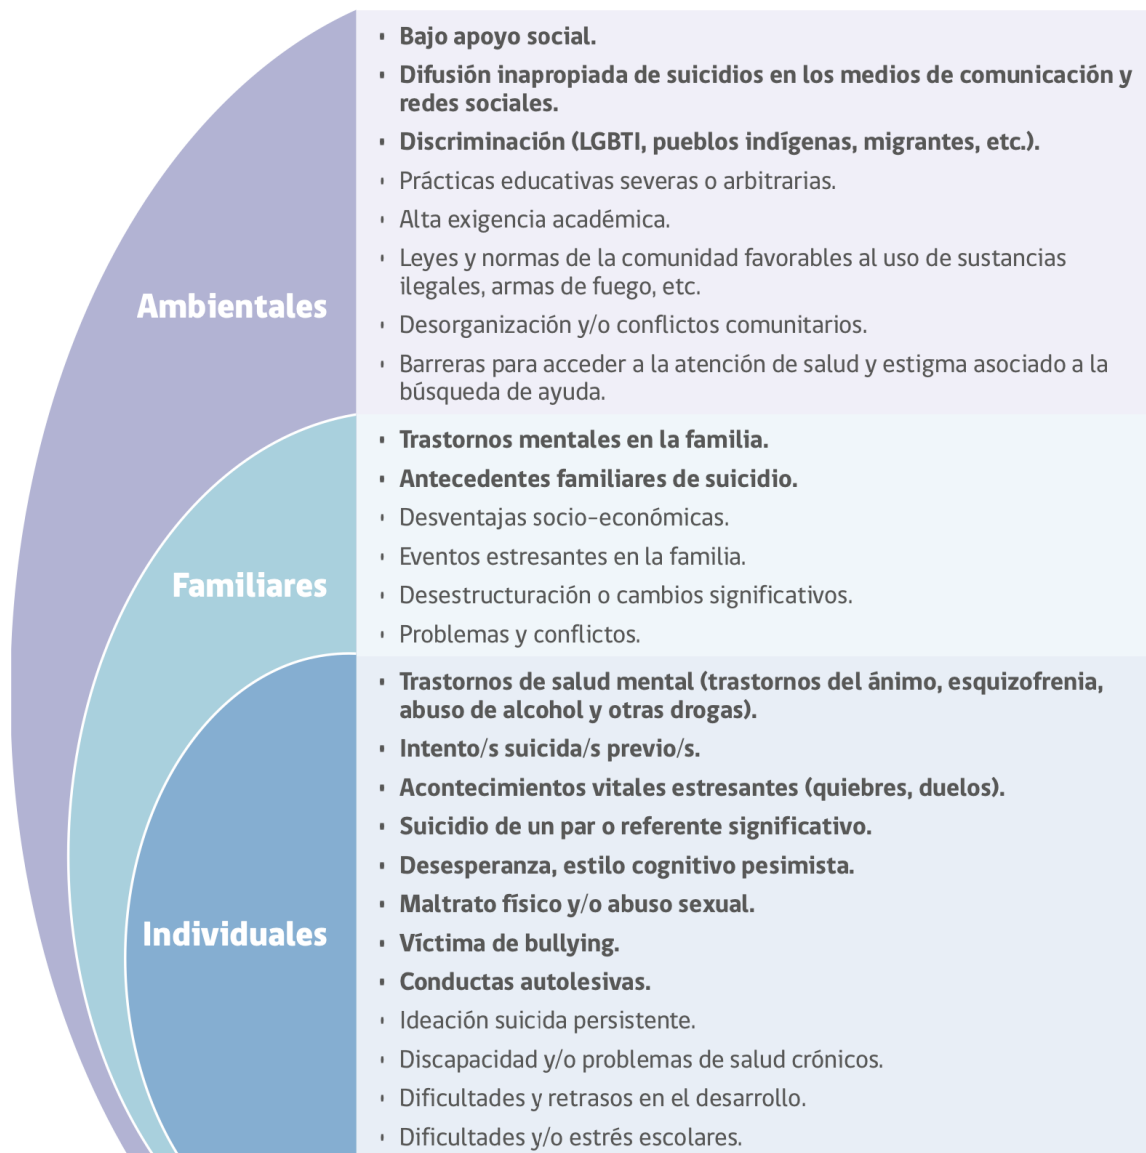 Ambientales
· Bajo apoyo social.
· Difusión inapropiada de suicidios en los medios de comunicación y
redes sociales.
· Discriminación (LGBTI, pueblos indígenas, migrantes, etc.).
· Prácticas educativas severas o arbitrarias.
· Alta exigencia académica.
· Leyes y normas de la comunidad favorables al uso de sustancias
ilegales, armas de fuego, etc.
· Desorganización y/o conflictos comunitarios.
· Barreras para acceder a la atención de salud y estigma asociado a la
búsqueda de ayuda.
Familiares
· Trastornos mentales en la familia.
· Antecedentes familiares de suicidio.
· Desventajas socio-económicas.
· Eventos estresantes en la familia.
· Desestructuración o cambios significativos.
· Problemas y conflictos.
Individuales
· Trastornos de salud mental (trastornos del ánimo, esquizofrenia,
abuso de alcohol y otras drogas).
· Intento/s suicida/s previo/s.
· Acontecimientos vitales estresantes (quiebres, duelos).
· Suicidio de un par o referente significativo.
· Desesperanza, estilo cognitivo pesimista.
· Maltrato físico y/o abuso sexual.
· Víctima de bullying.
· Conductas autolesivas.
· Ideación suicida persistente.
· Discapacidad y/o problemas de salud crónicos.
· Dificultades y retrasos en el desarrollo.
· Dificultades y/o estrés escolares.